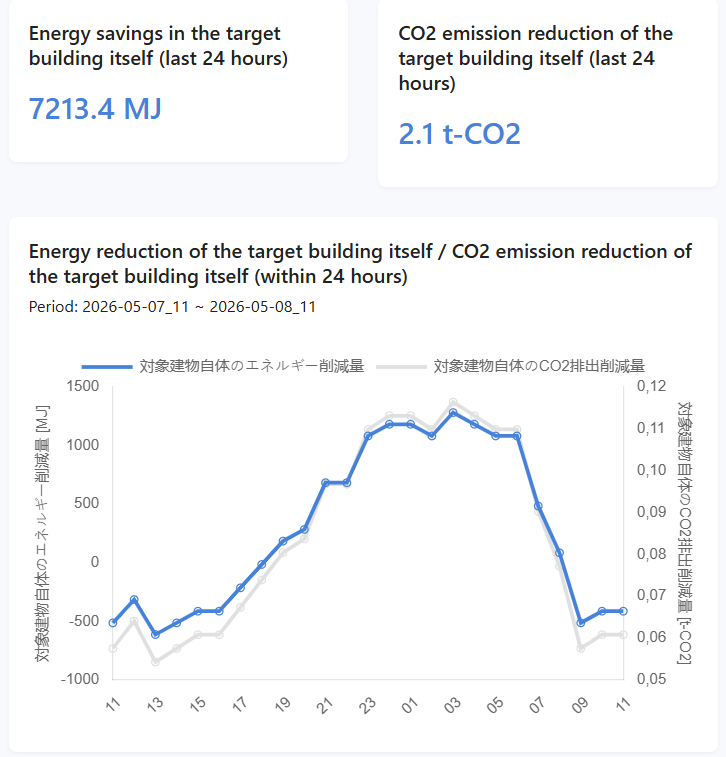 Energy savings in the target
building itself (last 24 hours)
7213.4 MJ
CO2 emission reduction of the
target building itself (last 24
hours)
2.1 t-CO2
Energy reduction of the target building itself / CO2 emission reduction of
the target building itself (within 24 hours)
Period: 2026-05-07_11 ~ 2026-05-08_11
対象建物自体のエネルギー削減量
対象建物自体のCO2排出削減量
対象建物自体のエネルギー削減量 [MJ]
1500
1000
500
0
-500
-1000
0,12
0,11
0,10
0,09
0,08
0,07
0,06
0,05
対象建物自体のCO2排出削減量 [t-CO2]
11
13
15
17
19
21
23
01
03
05
07
09
11